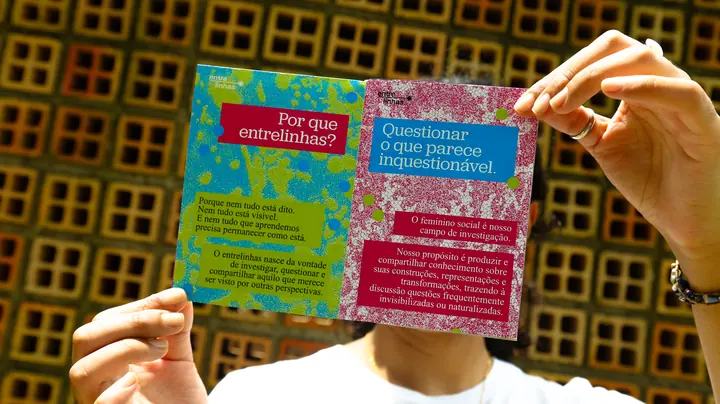 entre
linhas
Por que
entrelinhas?
Porque nem tudo está dito.
Nem tudo está visível.
E nem tudo que aprendemos
precisa permanecer como está.
O entrelinhas nasce da vontade
de investigar, questionar e
compartilhar aquilo que merece
ser visto por outras perspectivas.
entre
linhas
Questionar
o que parece
inquestionável.
O feminino social é nosso
campo de investigação.
Nosso propósito é produzir e
compartilhar conhecimento sobre
suas construções, representações e
transformações, trazendo à
discussão questões frequentemente
invisibilizadas ou naturalizadas.